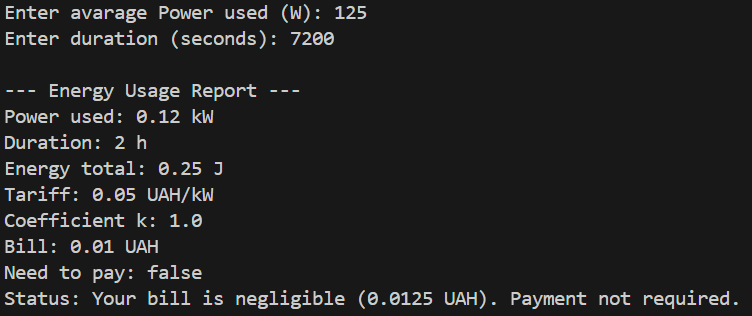 Enter avarage Power used (W): 125
Enter duration (seconds): 7200
--- Energy Usage Report ---
Power used: 0.12 kW
Duration: 2 h
Energy total: 0.25 J
Tariff: 0.05 UAH/kW
Coefficient k: 1.0
Bill: 0.01 UAH
Need to pay: false
Status: Your bill is negligible (0.0125 UAH). Payment not required.